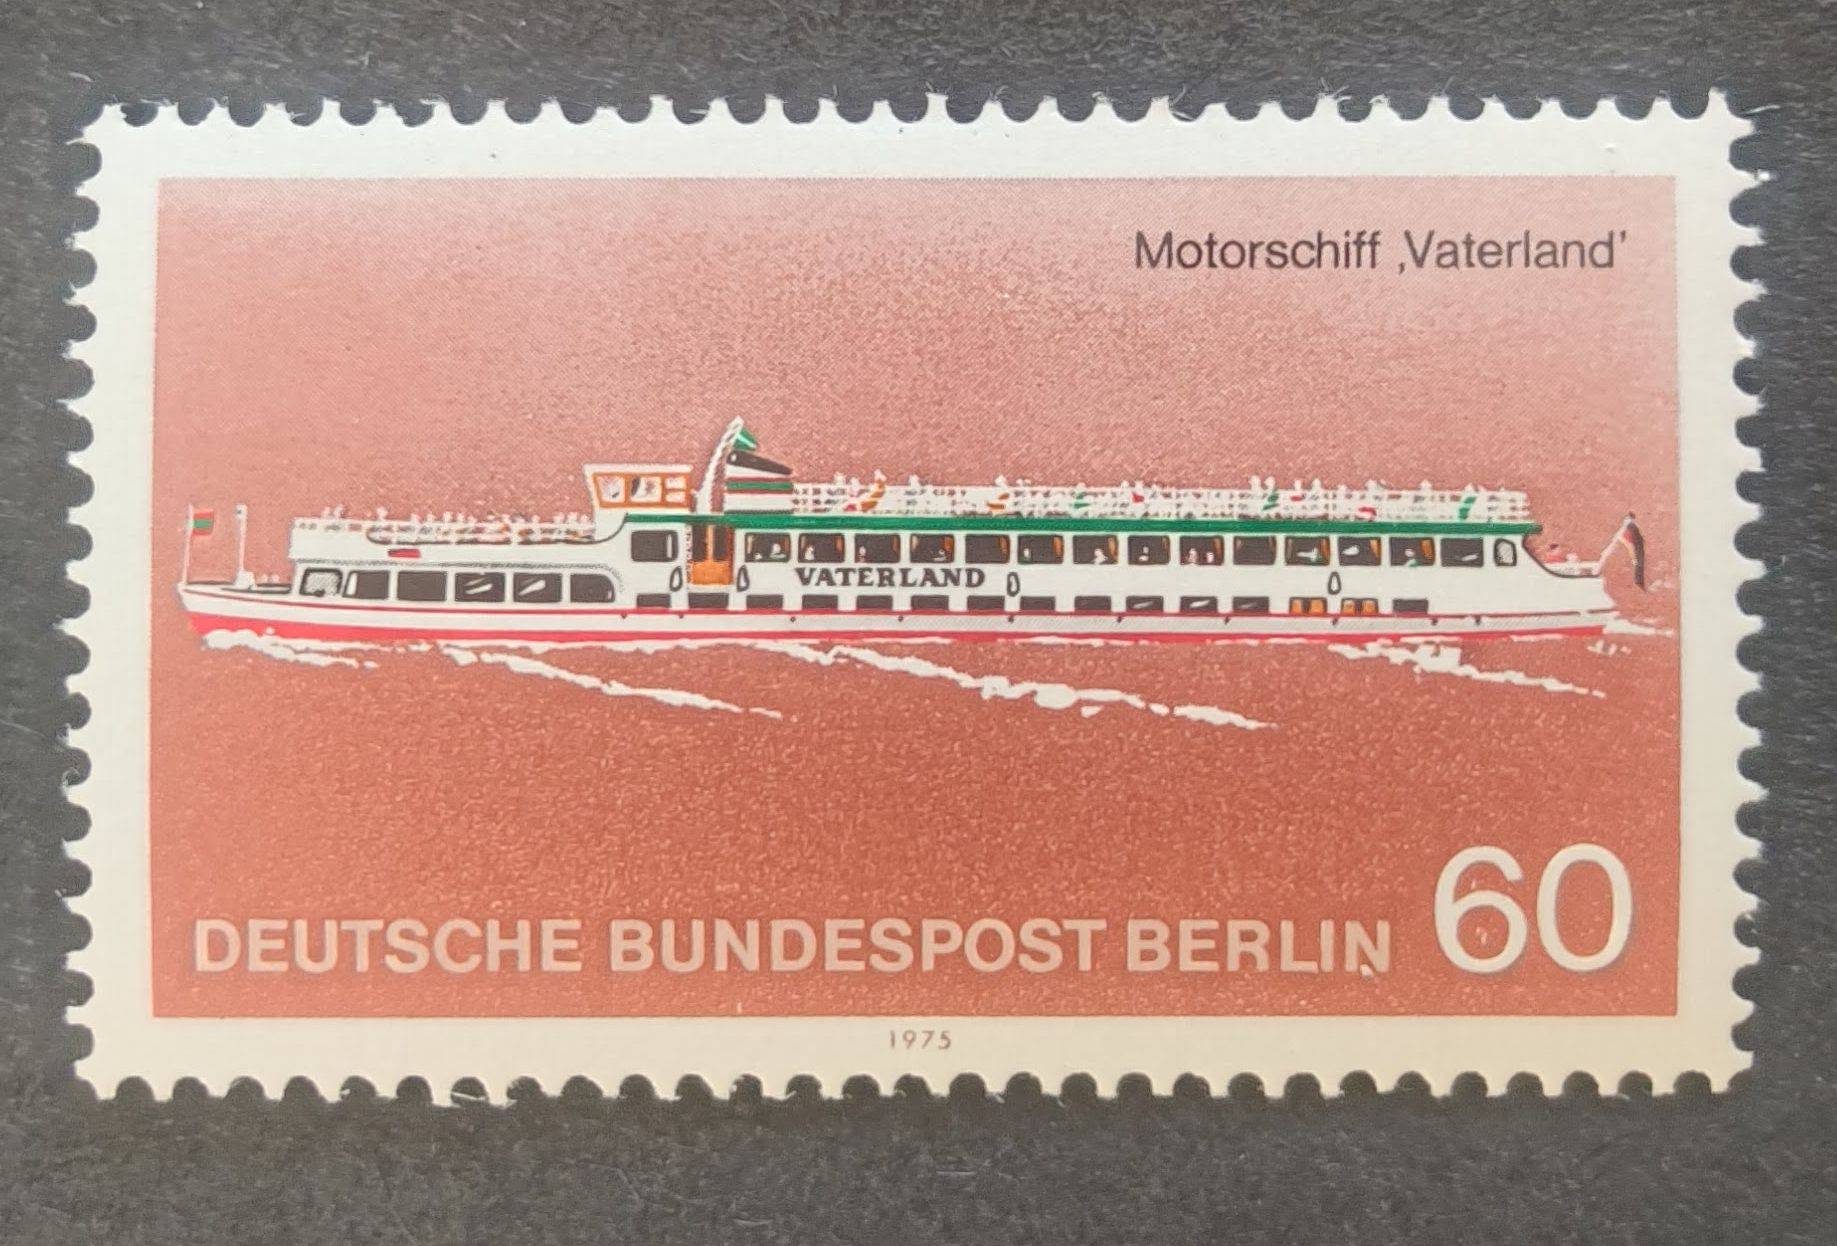 Motorschiff ‚Vaterland’
VATERLAND
DEUTSCHE BUNDESPOST BERLIN 60
1975